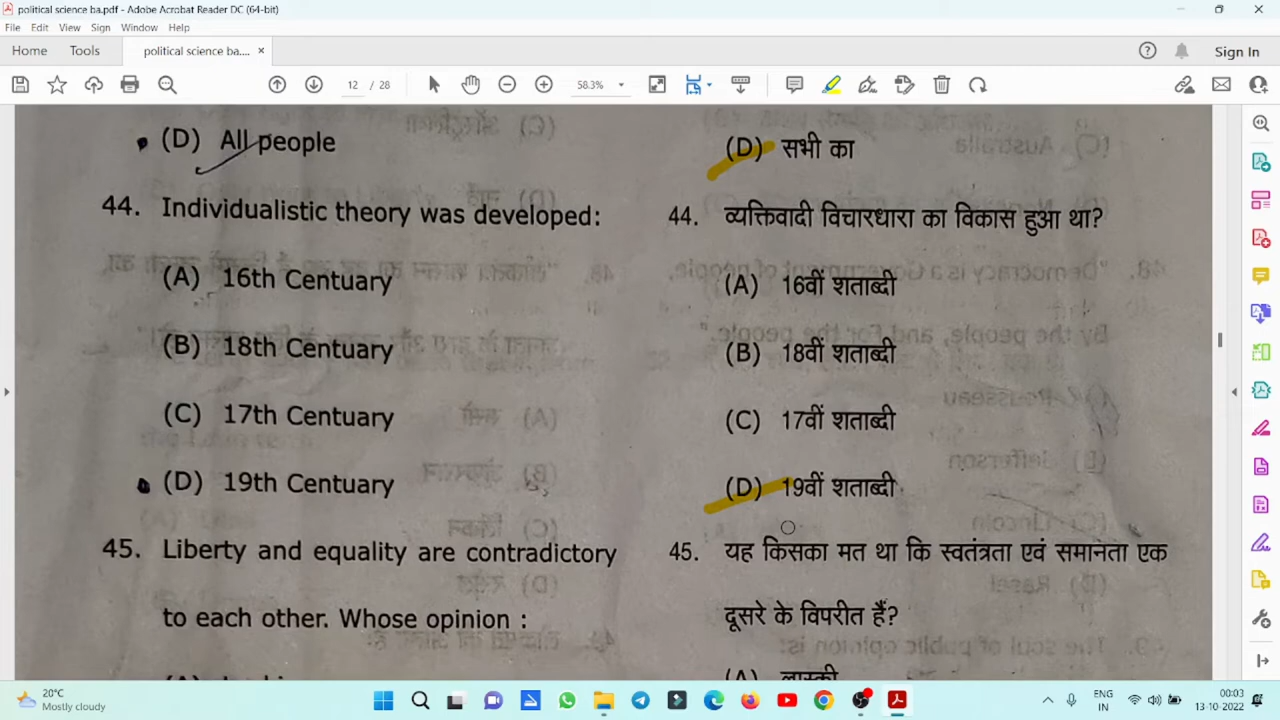 political science ba.pdf - Adobe Acrobat Reader DC (64-bit)
File Edit View Sign Window Help
Home Tools political science ba.... × Sign In
12 / 28 58.3%
(D) All people
44. Individualistic theory was developed:
(A) 16th Centuary
(B) 18th Centuary
(C) 17th Centuary
(D) 19th Centuary
45. Liberty and equality are contradictory
to each other. Whose opinion :
(D) सभी का
44. व्यक्तिवादी विचारधारा का विकास हुआ था?
(A) 16वीं शताब्दी
(B) 18वीं शताब्दी
(C) 17वीं शताब्दी
(D) 19वीं शताब्दी
45. यह किसका मत था कि स्वतंत्रता एवं समानता एक
दूसरे के विपरीत हैं?
(A) लास्की
20°C
Mostly cloudy
ENG
IN
00:03
13-10-2022